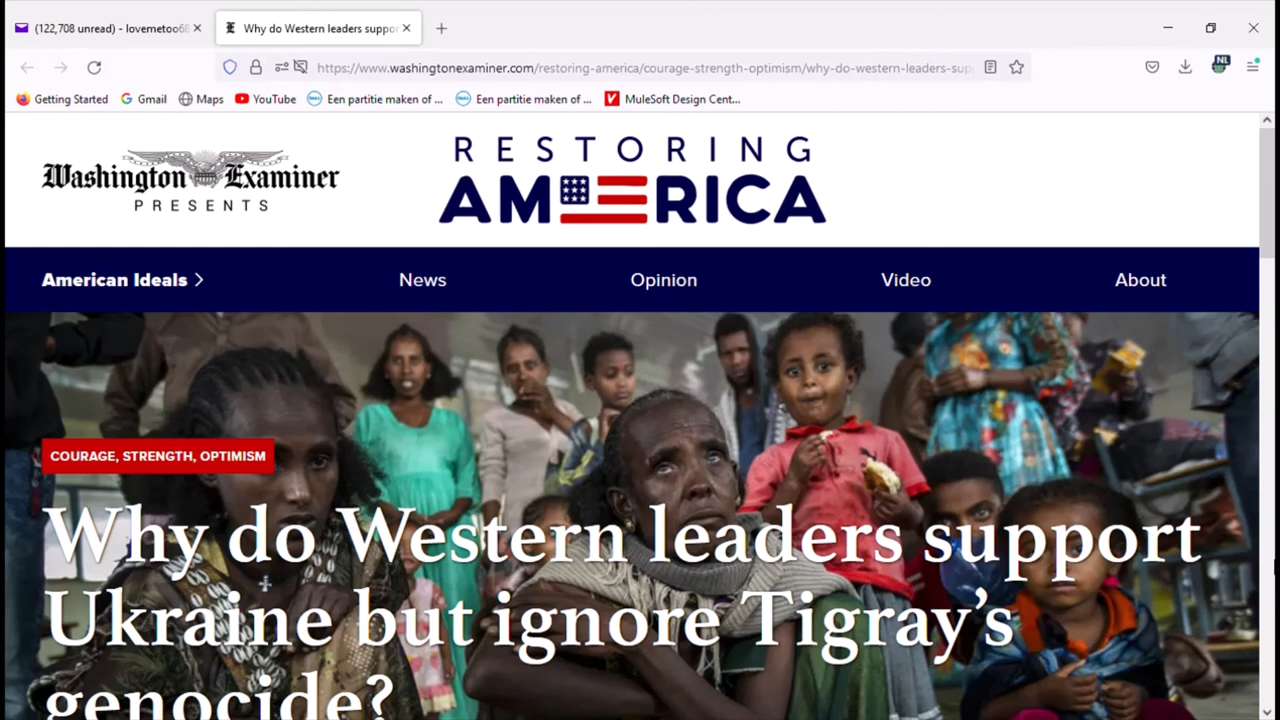 (122,708 unread) - lovemetoo68
Why do Western leaders suppor
https://www.washingtonexaminer.com/restoring-america/courage-strength-optimism/why-do-western-leaders-sup
NL
Getting Started
Gmail
Maps
YouTube
Een partitie maken of ...
Een partitie maken of ...
MuleSoft Design Cent...
Washington Examiner
PRESENTS
RESTORING
AMERICA
American Ideals >
News
Opinion
Video
About
COURAGE, STRENGTH, OPTIMISM
Why do Western leaders support
Ukraine but ignore Tigray's
genocide?